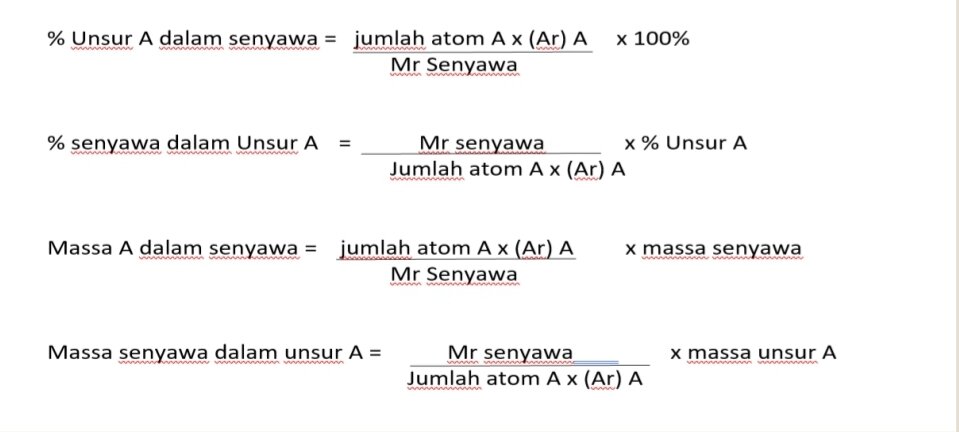 % Unsur A dalam senyawa = jumlah atom A x (Ar) A x 100%
Mr Senyawa
% senyawa dalam Unsur A = Mr senyawa x % Unsur A
Jumlah atom A x (Ar) A
Massa A dalam senyawa = jumlah atom A x (Ar) A x massa senyawa
Mr Senyawa
Massa senyawa dalam unsur A = Mr senyawa x massa unsur A
Jumlah atom A x (Ar) A